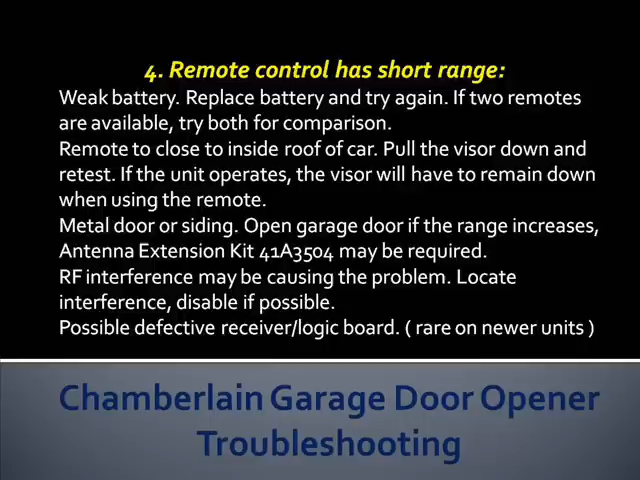 4. Remote control has short range:
Weak battery. Replace battery and try again. If two remotes
are available, try both for comparison.
Remote to close to inside roof of car. Pull the visor down and
retest. If the unit operates, the visor will have to remain down
when using the remote.
Metal door or siding. Open garage door if the range increases,
Antenna Extension Kit 41A3504 may be required.
RF interference may be causing the problem. Locate
interference, disable if possible.
Possible defective receiver/logic board. ( rare on newer units )
Chamberlain Garage Door Opener
Troubleshooting